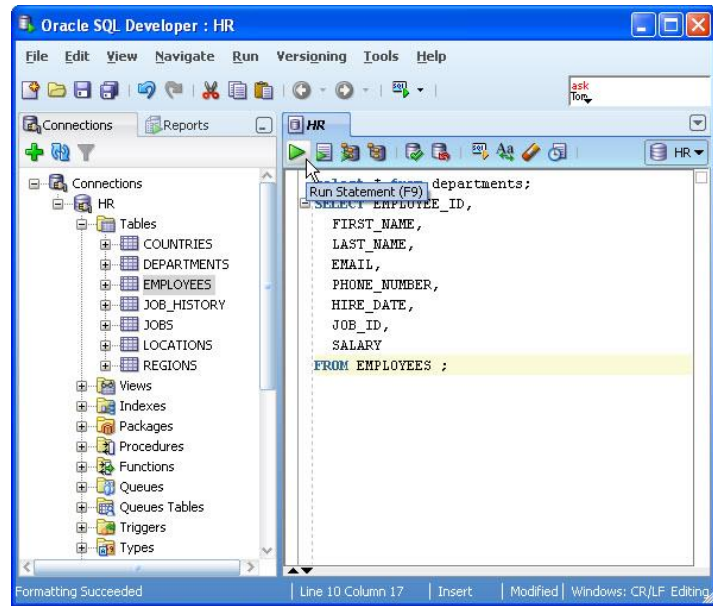 Oracle SQL Developer : HR
File Edit View Navigate Run Versioning Tools Help
ask
Tom
Connections Reports
Connections
HR
Tables
COUNTRIES
DEPARTMENTS
EMPLOYEES
JOB_HISTORY
JOBS
LOCATIONS
REGIONS
Views
Indexes
Packages
Procedures
Functions
Queues
Queues Tables
Triggers
Types
HR
HR
departments;
Run Statement (F9)
SELECT EMPLOYEE_ID,
FIRST_NAME,
LAST_NAME,
EMAIL,
PHONE_NUMBER,
HIRE_DATE,
JOB_ID,
SALARY
FROM EMPLOYEES ;
Formatting Succeeded Line 10 Column 17 Insert Modified Windows: CR/LF Editing